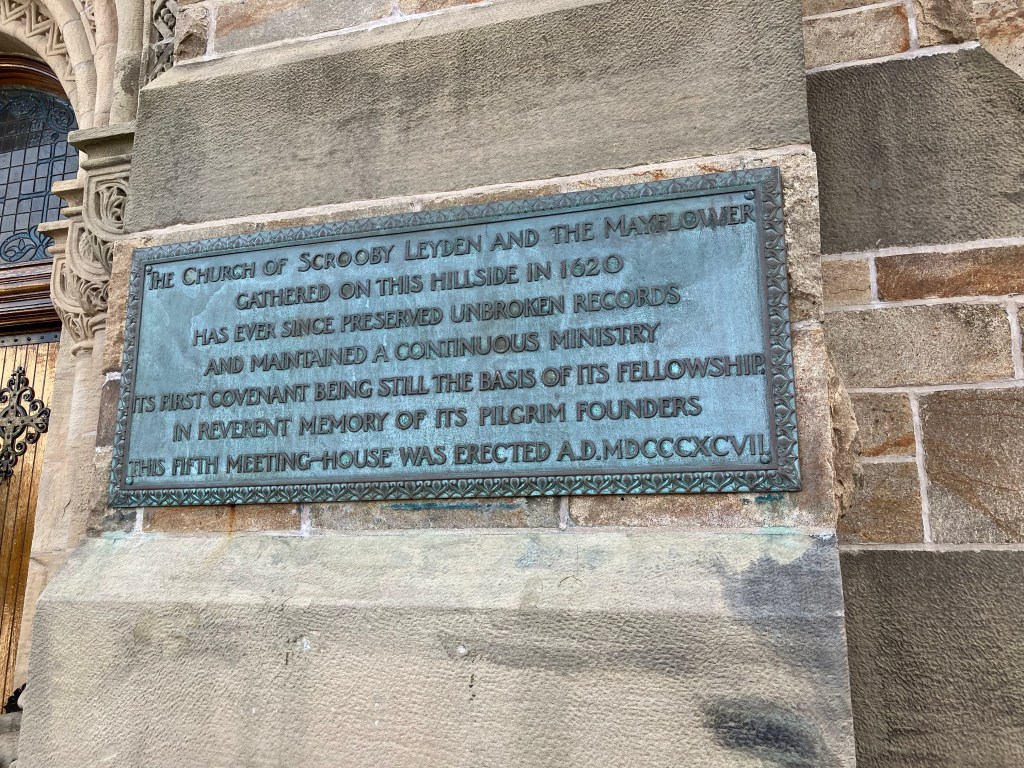 The Church of Scrooby Leyden and the Mayflower
gathered on this hillside in 1620
has ever since preserved unbroken records
and maintained a continuous ministry
its first covenant being still the basis of its fellowship.
in reverent memory of its Pilgrim founders
this fifth meeting-house was erected A.D. MDCCCXCVII.